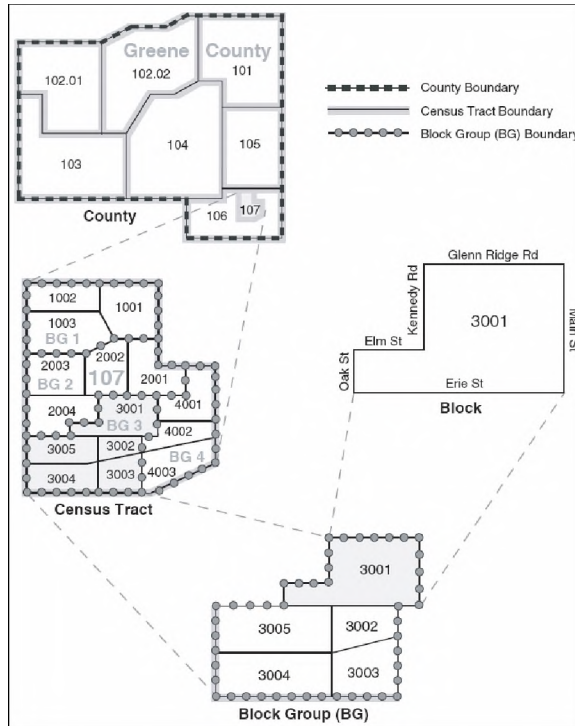 Greene County
102.01
102.02
101
103
104
105
106
107
County
County Boundary
Census Tract Boundary
Block Group (BG) Boundary
1002
1001
1003
BG 1
2002
2003
BG 2
107
2001
2004
3001
4001
BG 3
4002
3005
3002
BG 4
3004
3003
4003
Census Tract
Glenn Ridge Rd
Kennedy Rd
3001
Main St
Elm St
Oak St
Erie St
Block
3001
3005
3002
3004
3003
Block Group (BG)